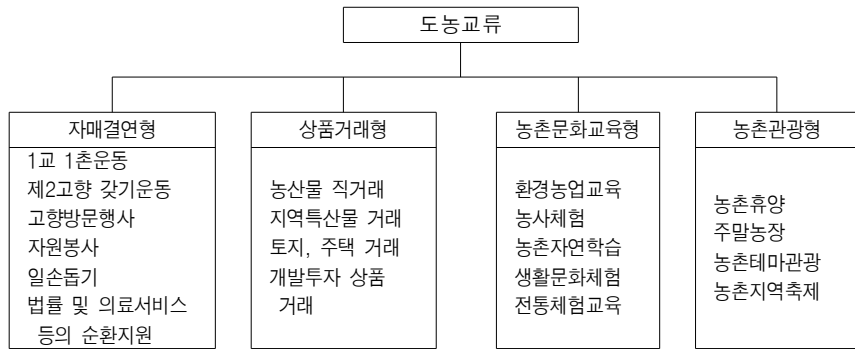 도농교류
자매결연형
1교 1촌운동
제2고향 갖기운동
고향방문행사
자원봉사
일손돕기
법률 및 의료서비스
등의 순환지원
상품거래형
농산물 직거래
지역특산물 거래
토지, 주택 거래
개발투자 상품
거래
농촌문화교육형
환경농업교육
농사체험
농촌자연학습
생활문화체험
전통체험교육
농촌관광형
농촌휴양
주말농장
농촌테마관광
농촌지역축제